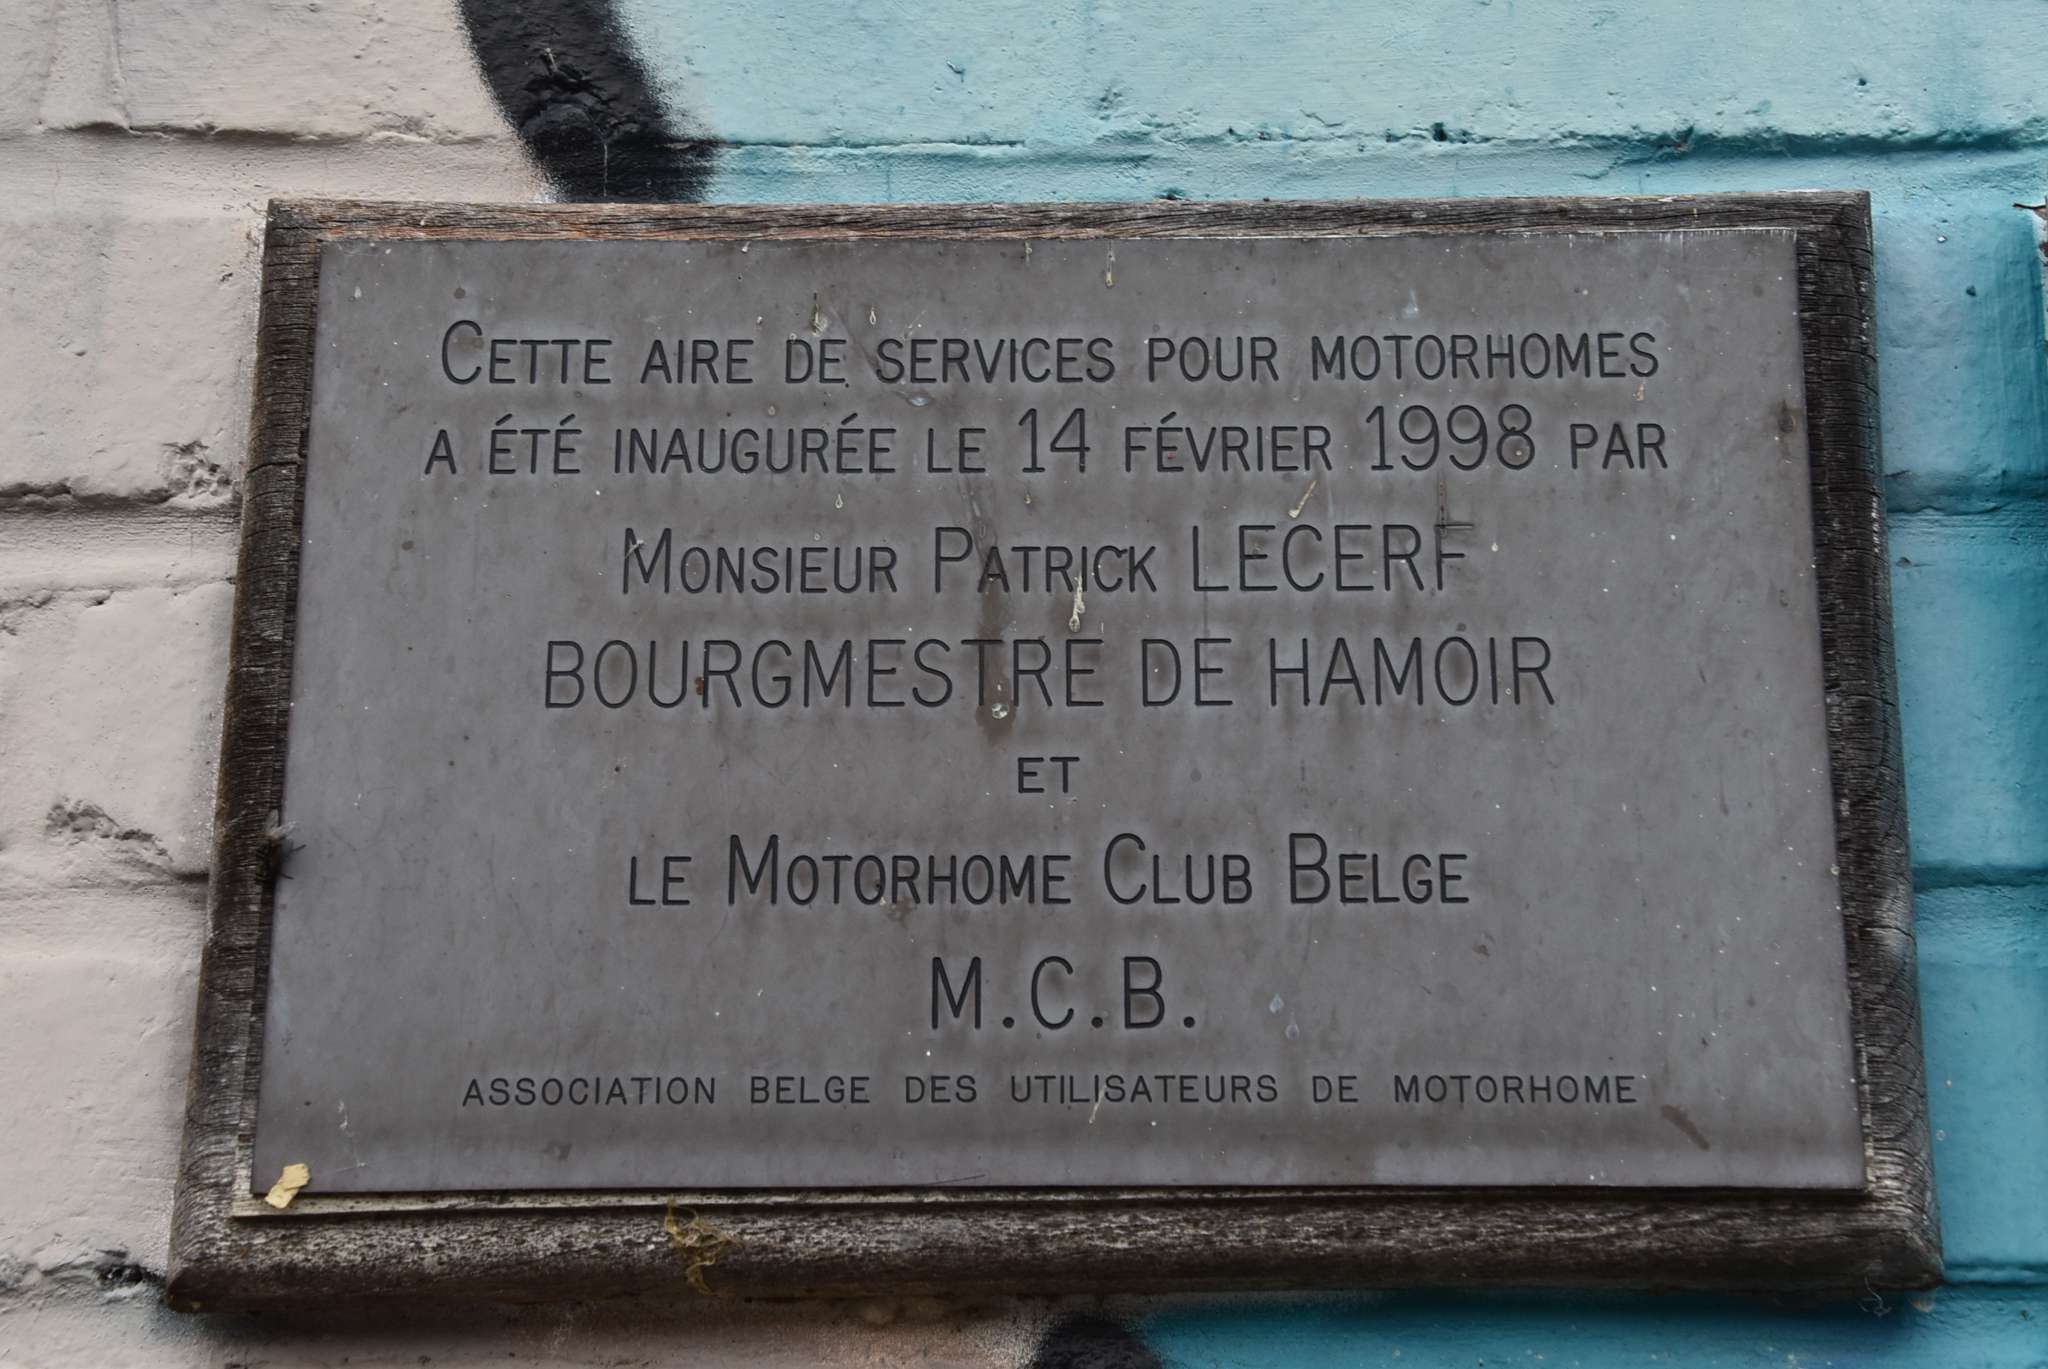 Cette aire de services pour motorhomes
a été inaugurée le 14 février 1998 par
Monsieur Patrick LECERF
BOURGMESTRE DE HAMOIR
et
le Motorhome Club Belge
M.C.B.
ASSOCIATION BELGE DES UTILISATEURS DE MOTORHOME